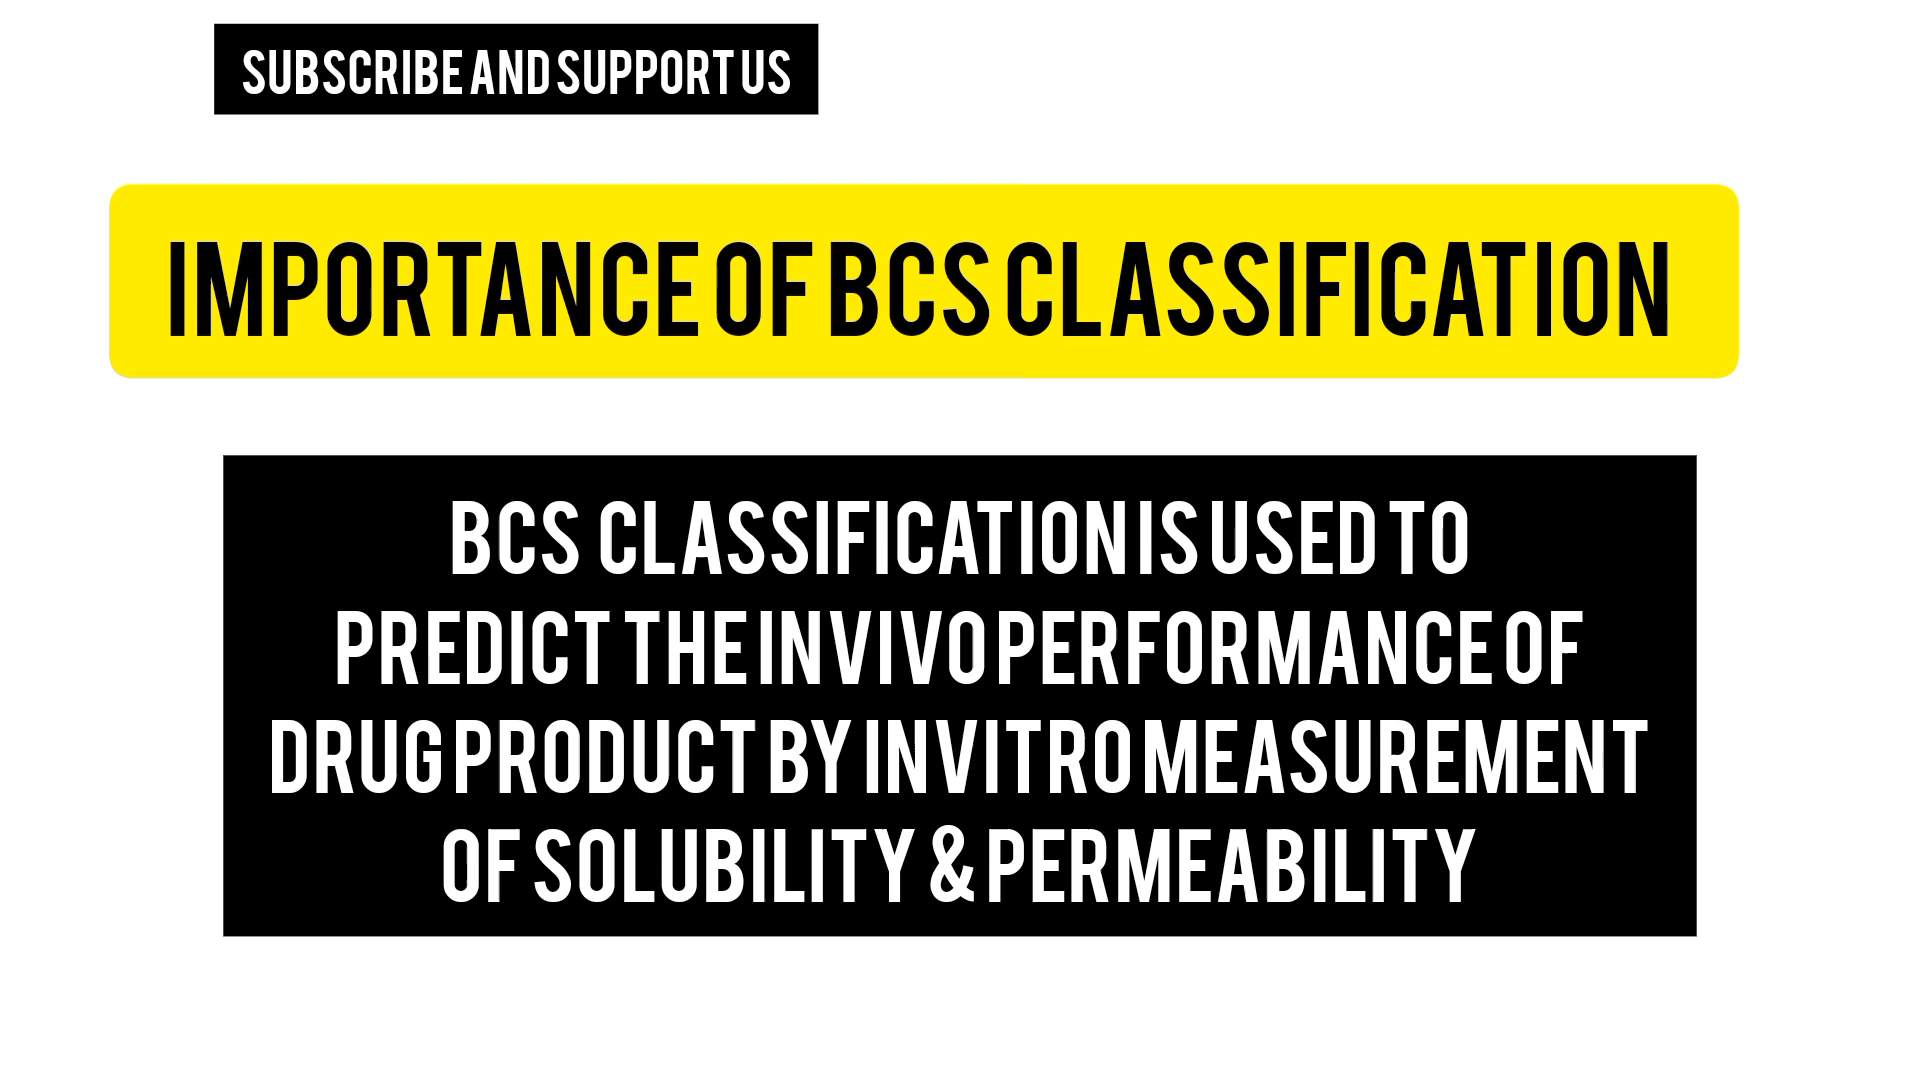 SUBSCRIBE AND SUPPORT US
IMPORTANCE OF BCS CLASSIFICATION
BCS CLASSIFICATION IS USED TO
PREDICT THE INVIVO PERFORMANCE OF
DRUG PRODUCT BY INVITRO MEASUREMENT
OF SOLUBILITY & PERMEABILITY